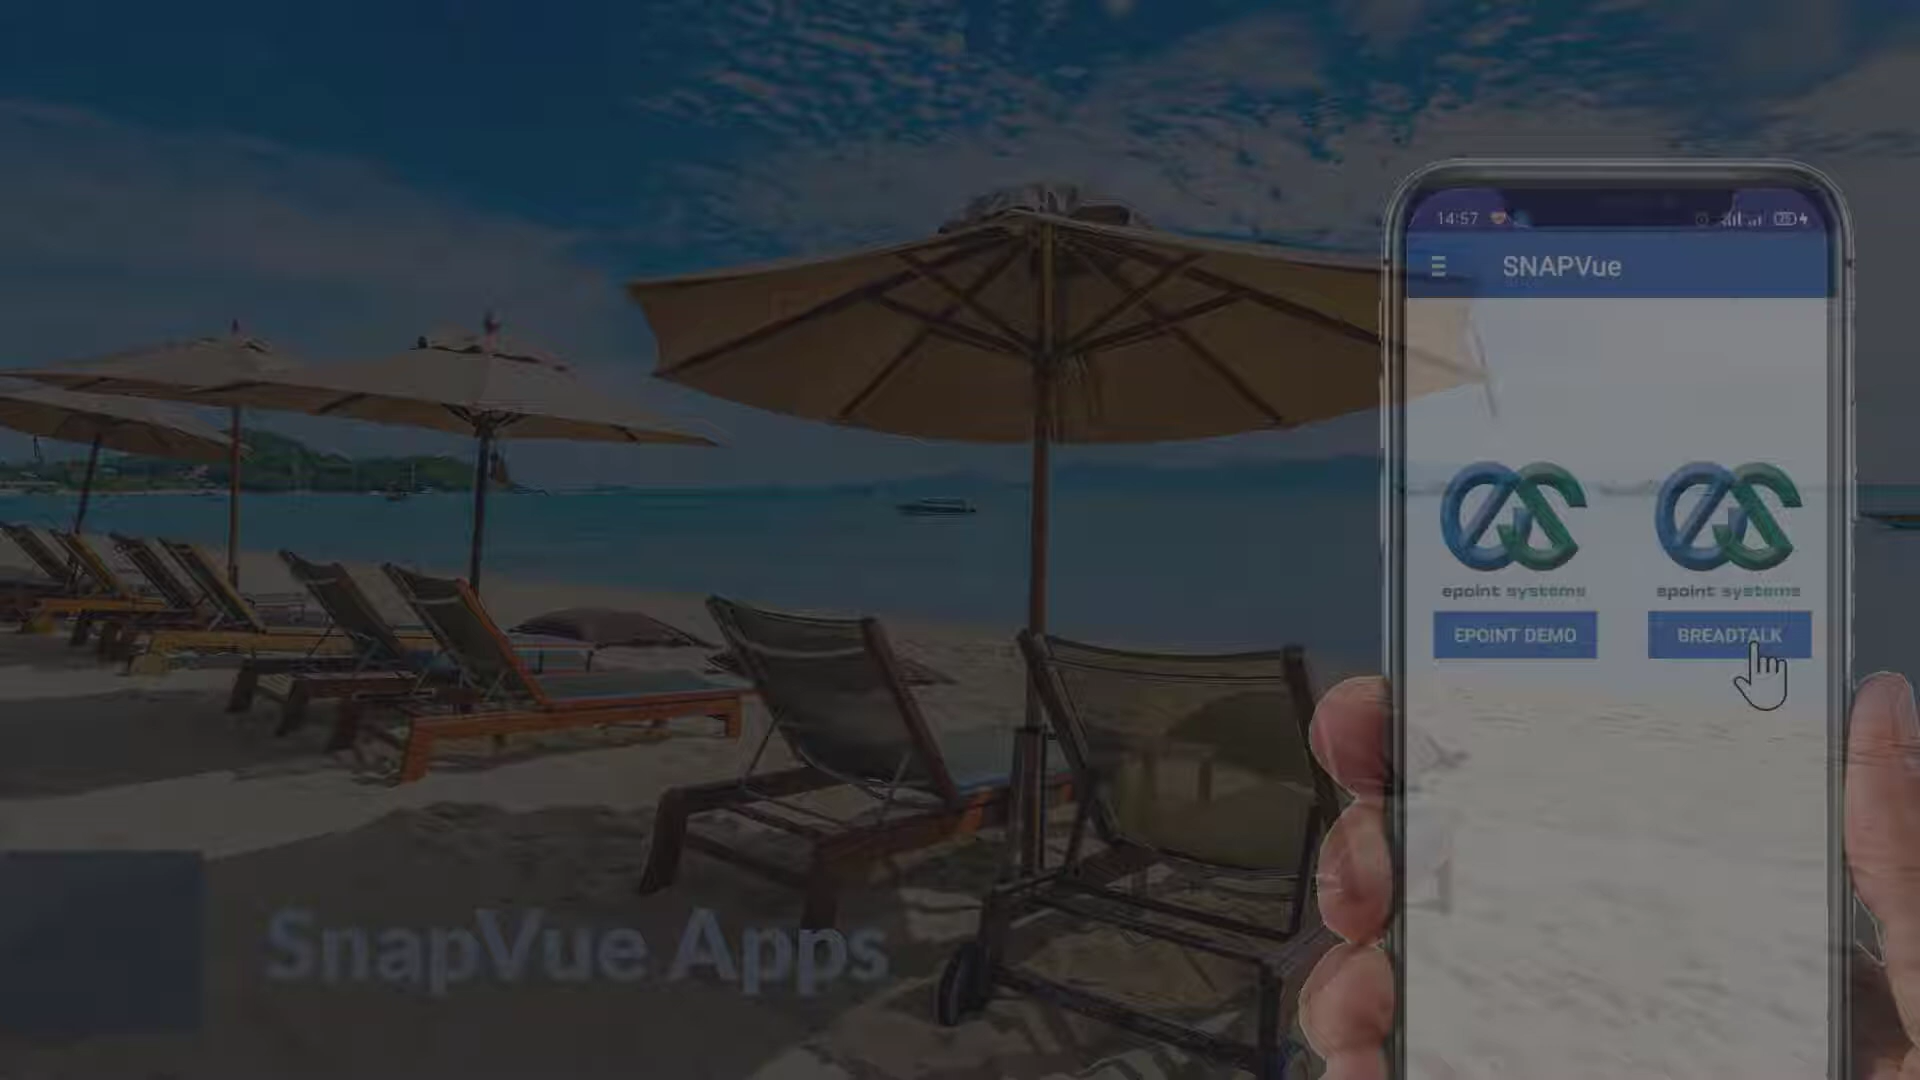 14:57
SNAPVue
epoint systems
epoint systems
EPOINT DEMO
BREADTALK
SnapVue Apps